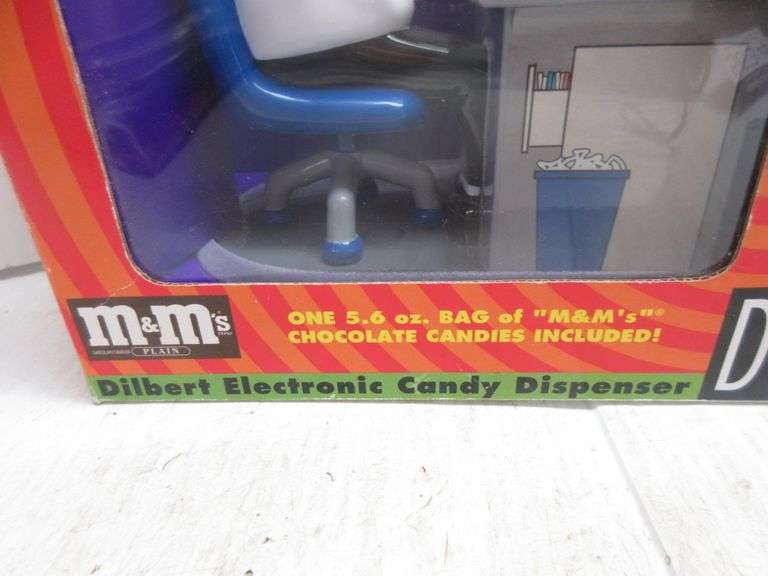 m&m's
PLAIN
ONE 5.6 oz. BAG of "M&M's"®
CHOCOLATE CANDIES INCLUDED!
Dilbert Electronic Candy Dispenser
D